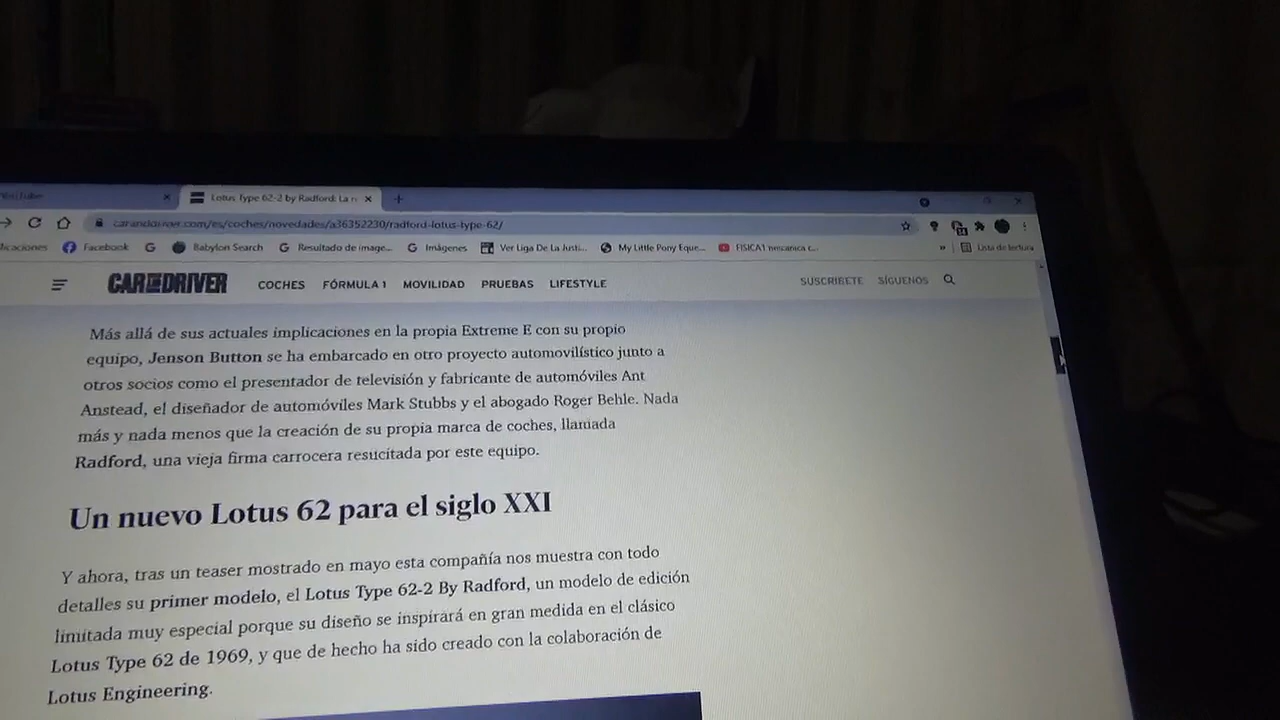 YouTube
Lotus Type 62-2 by Radford: La n
carandriver.com/es/coches/novedades/a36352230/radford-lotus-type-62/
licaciones Facebook Babylon Search Resultado de image... Imágenes Ver Liga De La Justi... My Little Pony Eque... FISICA1 mecanica c... » Lista de lectura
CAR AND DRIVER COCHES FÓRMULA 1 MOVILIDAD PRUEBAS LIFESTYLE SUSCRÍBETE SÍGUENOS
Más allá de sus actuales implicaciones en la propia Extreme E con su propio
equipo, Jenson Button se ha embarcado en otro proyecto automovilístico junto a
otros socios como el presentador de televisión y fabricante de automóviles Ant
Anstead, el diseñador de automóviles Mark Stubbs y el abogado Roger Behle. Nada
más y nada menos que la creación de su propia marca de coches, llamada
Radford, una vieja firma carrocera resucitada por este equipo.
Un nuevo Lotus 62 para el siglo XXI
Y ahora, tras un teaser mostrado en mayo esta compañía nos muestra con todo
detalles su primer modelo, el Lotus Type 62-2 By Radford, un modelo de edición
limitada muy especial porque su diseño se inspirará en gran medida en el clásico
Lotus Type 62 de 1969, y que de hecho ha sido creado con la colaboración de
Lotus Engineering.